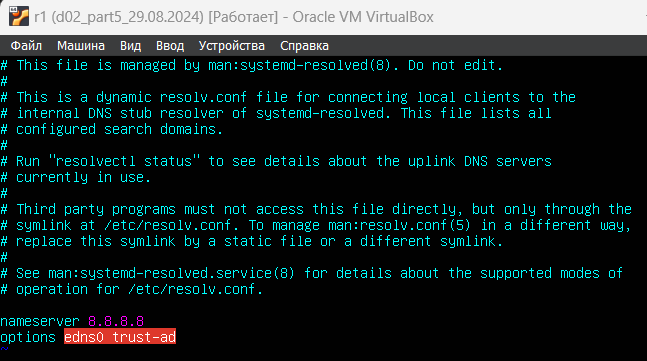 r1 (d02_part5_29.08.2024) [Работает] - Oracle VM VirtualBox
Файл Машина Вид Ввод Устройства Справка
# This file is managed by man:systemd-resolved(8). Do not edit.
#
# This is a dynamic resolv.conf file for connecting local clients to the
# internal DNS stub resolver of systemd-resolved. This file lists all
# configured search domains.
#
# Run "resolvectl status" to see details about the uplink DNS servers
# currently in use.
#
# Third party programs must not access this file directly, but only through the
# symlink at /etc/resolv.conf. To manage man:resolv.conf(5) in a different way,
# replace this symlink by a static file or a different symlink.
#
# See man:systemd-resolved.service(8) for details about the supported modes of
# operation for /etc/resolv.conf.

nameserver 8.8.8.8
options edns0 trust-ad
~